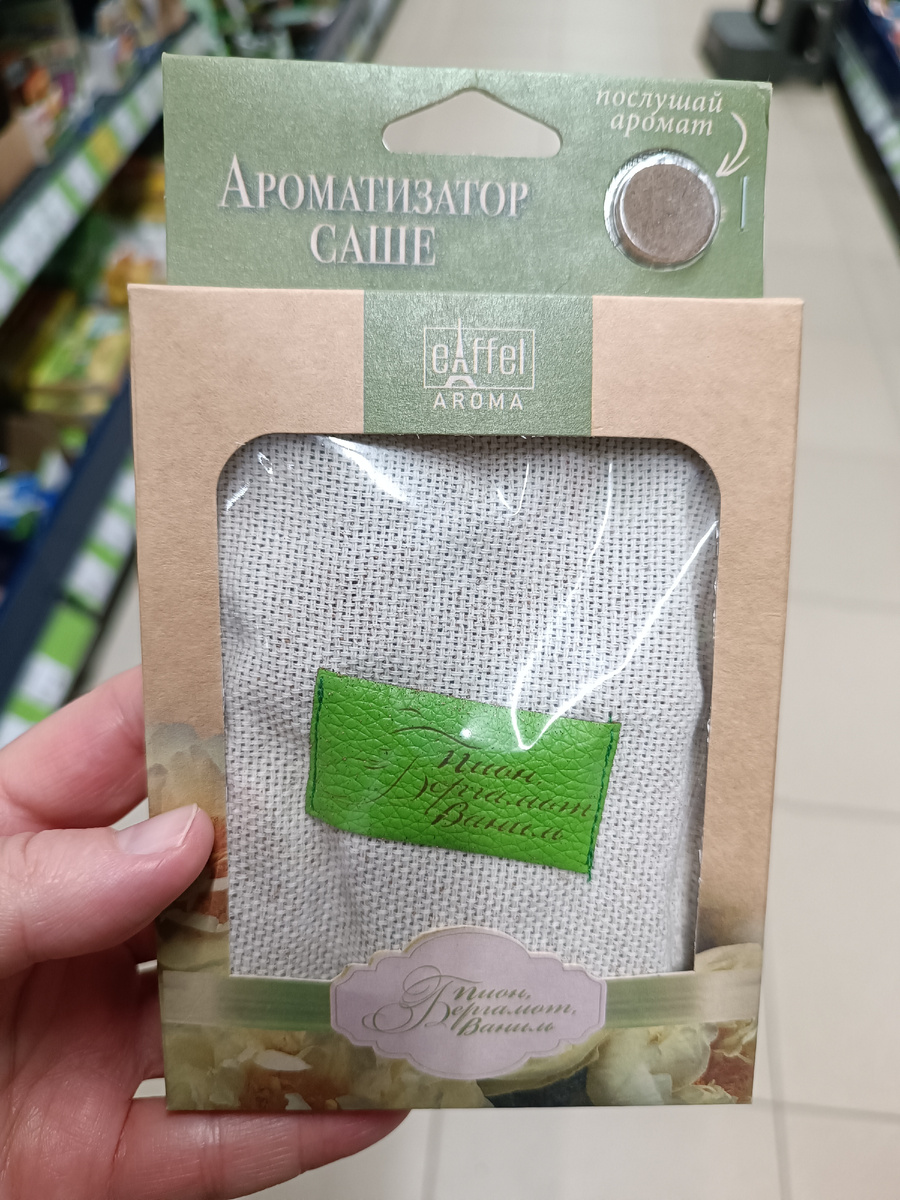 послушай
аромат
АРОМАТИЗАТОР
САШЕ
eiffel
AROMA
Пион,
Бергамот
Ваниль
Пион,
Бергамот,
Ваниль